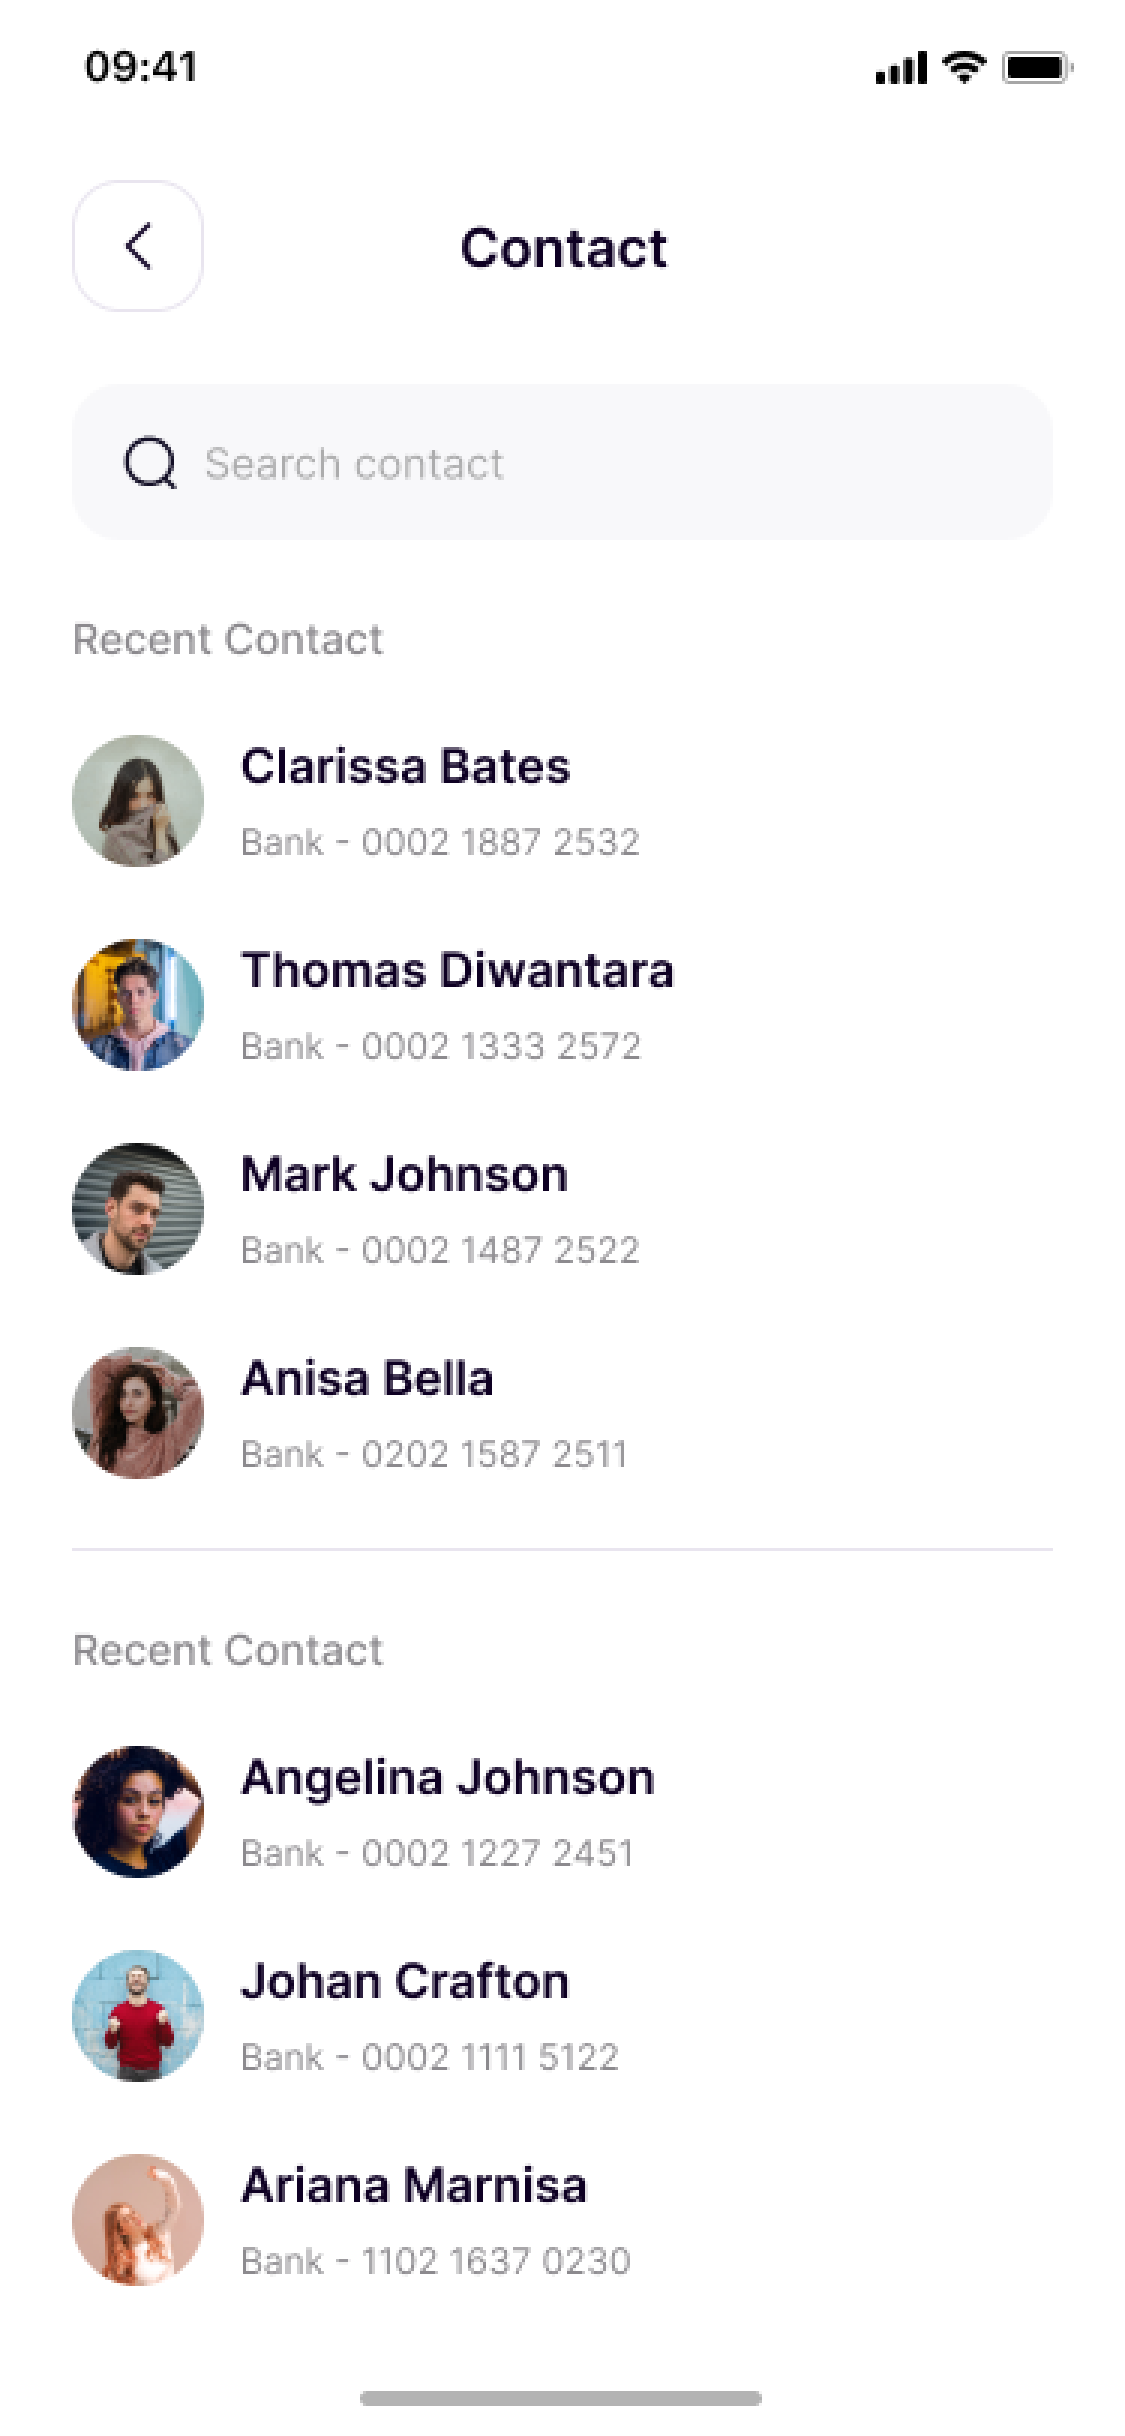 09:41
Contact
Search contact
Recent Contact
Clarissa Bates
Bank - 0002 1887 2532
Thomas Diwantara
Bank - 0002 1333 2572
Mark Johnson
Bank - 0002 1487 2522
Anisa Bella
Bank - 0202 1587 2511
Recent Contact
Angelina Johnson
Bank - 0002 1227 2451
Johan Crafton
Bank - 0002 1111 5122
Ariana Marnisa
Bank - 1102 1637 0230